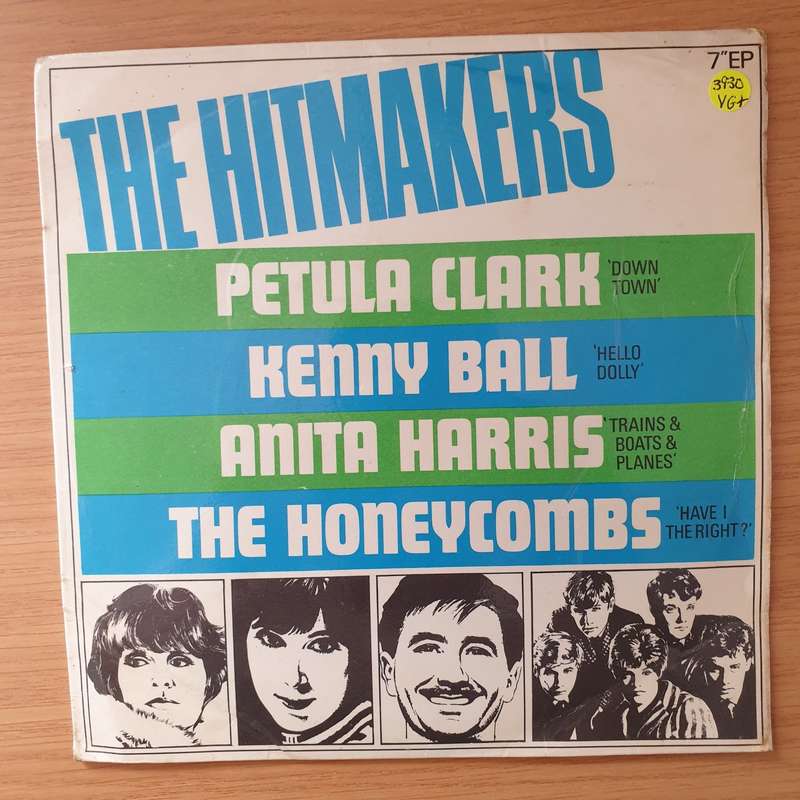 7"EP
3930
VG+
THE HITMAKERS
PETULA CLARK 'DOWN
TOWN'
KENNY BALL 'HELLO
DOLLY'
ANITA HARRIS 'TRAINS &
BOATS &
PLANES'
THE HONEYCOMBS 'HAVE I
THE RIGHT?'